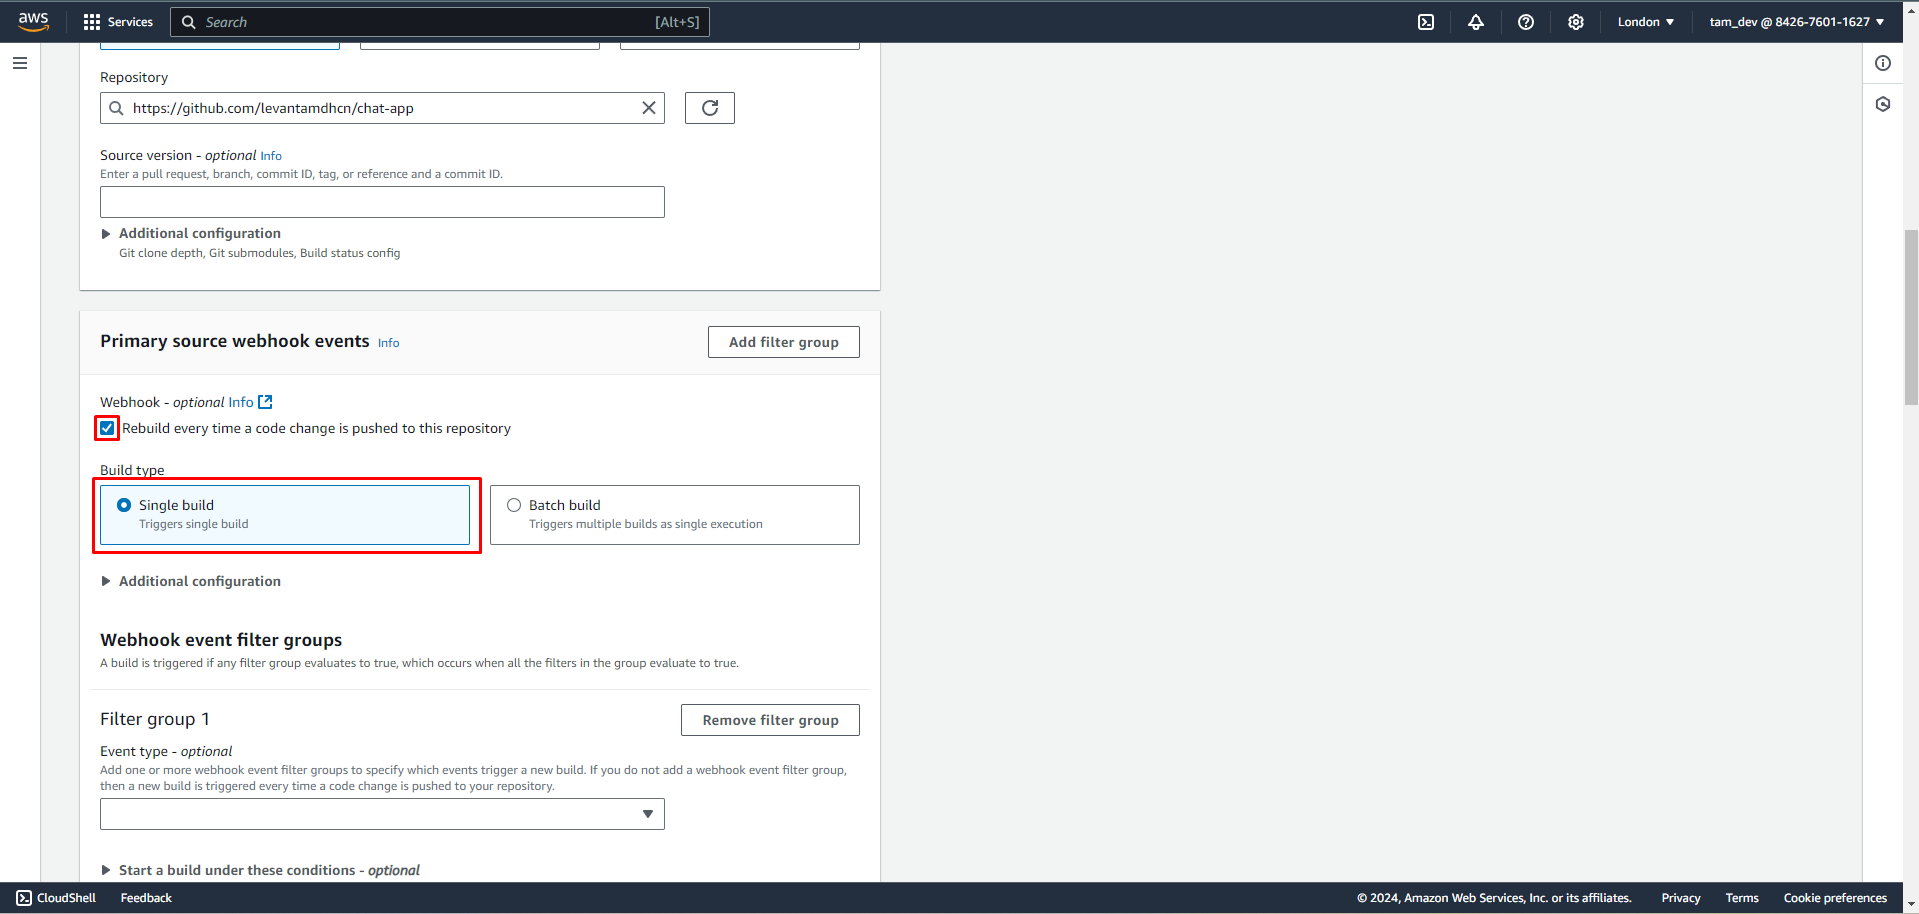 aws
Services
Search
[Alt+S]
London
tam_dev @ 8426-7601-1627
Repository
https://github.com/levantamdhcn/chat-app
Source version - optional Info
Enter a pull request, branch, commit ID, tag, or reference and a commit ID.
Additional configuration
Git clone depth, Git submodules, Build status config
Primary source webhook events Info
Add filter group
Webhook - optional Info
Rebuild every time a code change is pushed to this repository
Build type
Single build
Triggers single build
Batch build
Triggers multiple builds as single execution
Additional configuration
Webhook event filter groups
A build is triggered if any filter group evaluates to true, which occurs when all the filters in the group evaluate to true.
Filter group 1
Remove filter group
Event type - optional
Add one or more webhook event filter groups to specify which events trigger a new build. If you do not add a webhook event filter group,
then a new build is triggered every time a code change is pushed to your repository.
Start a build under these conditions - optional
CloudShell
Feedback
© 2024, Amazon Web Services, Inc. or its affiliates.
Privacy
Terms
Cookie preferences